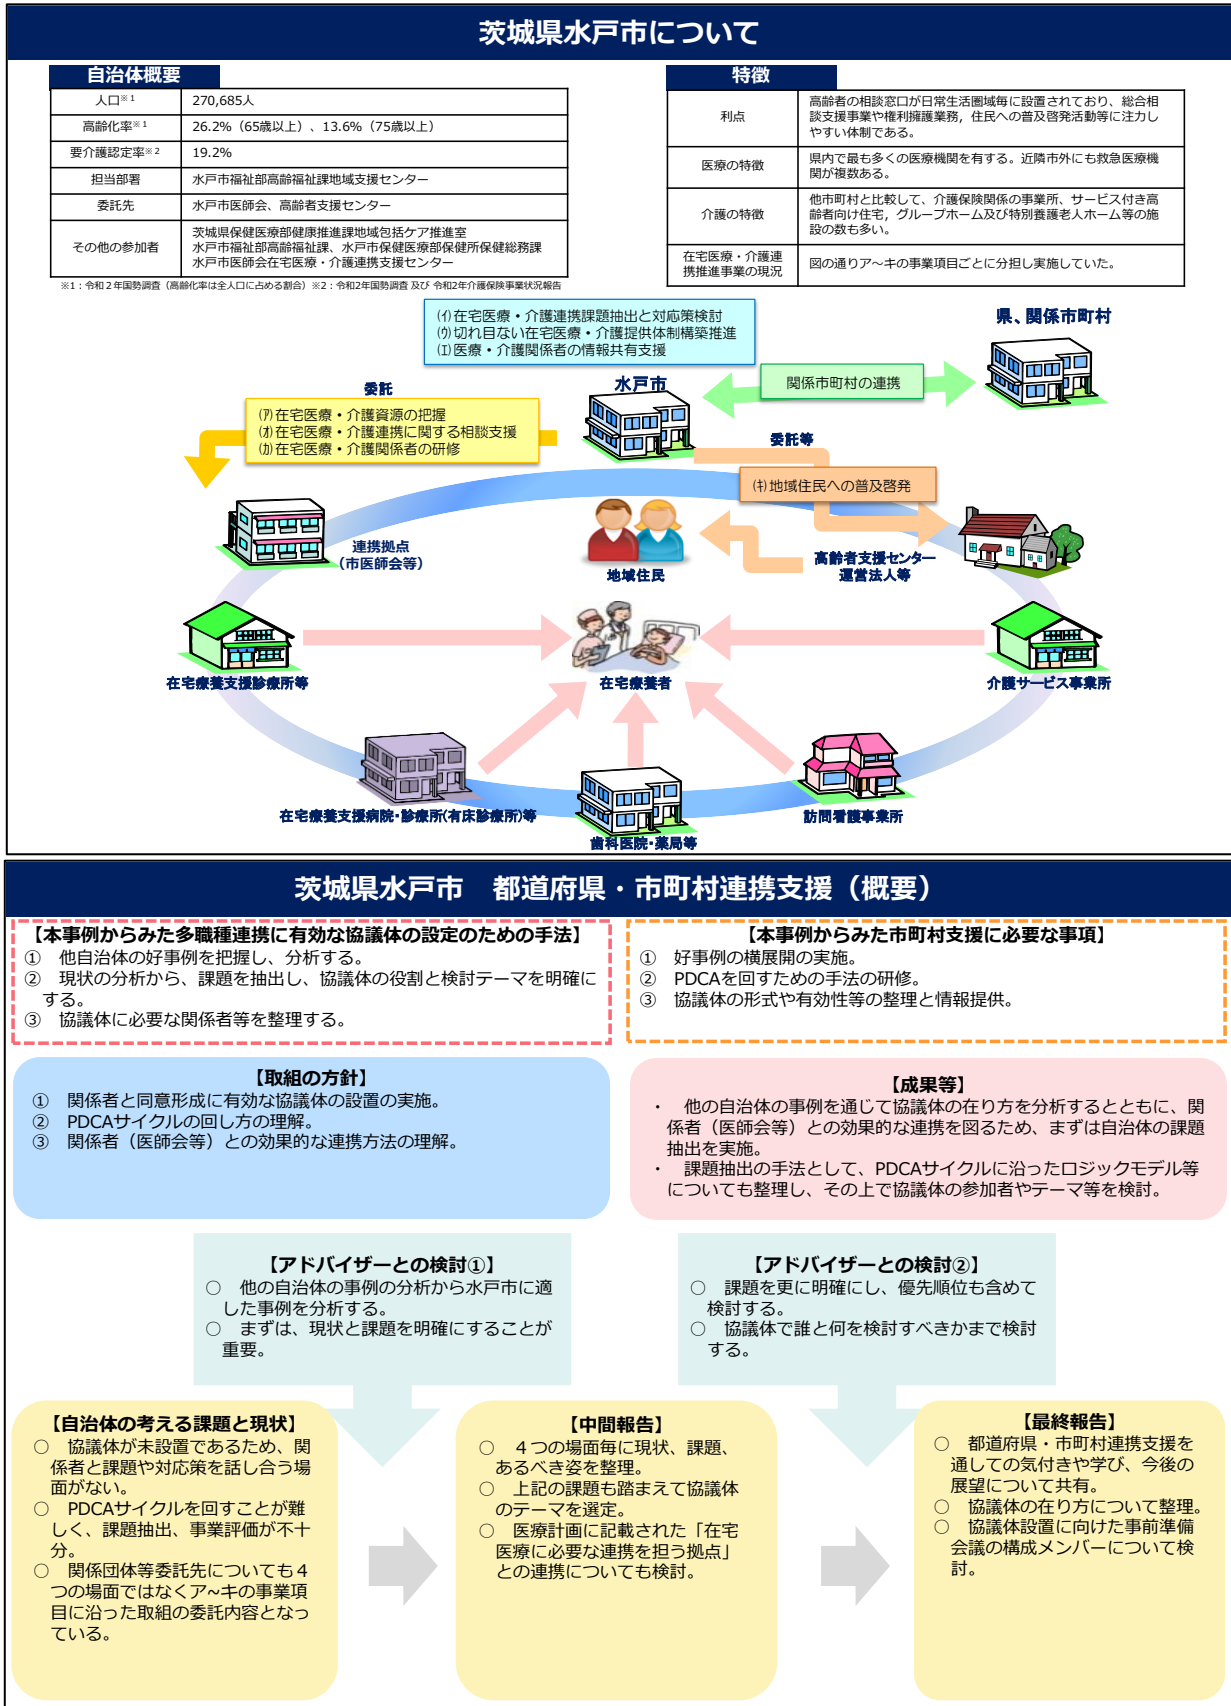 茨城県水戸市について
自治体概要
人口※1 270,685人
高齢化率※1 26.2%（65歳以上）、13.6%（75歳以上）
要介護認定率※2 19.2%
担当部署 水戸市福祉部高齢福祉課地域支援センター
委託先 水戸市医師会、高齢者支援センター
その他の参加者
茨城県保健医療部健康推進課地域包括ケア推進室
水戸市福祉部高齢福祉課、水戸市保健医療部保健所保健総務課
水戸市医師会在宅医療・介護連携支援センター
※1：令和２年国勢調査（高齢化率は全人口に占める割合）※2：令和2年国勢調査 及び 令和2年介護保険事業状況報告
特徴
利点
高齢者の相談窓口が日常生活圏域毎に設置されており、総合相
談支援事業や権利擁護業務，住民への普及啓発活動等に注力し
やすい体制である。
医療の特徴
県内で最も多くの医療機関を有する。近隣市外にも救急医療機
関が複数ある。
介護の特徴
他市町村と比較して、介護保険関係の事業所、サービス付き高
齢者向け住宅，グループホーム及び特別養護老人ホーム等の施
設の数も多い。
在宅医療・介護連
携推進事業の現況
図の通りア～キの事業項目ごとに分担し実施していた。
(ｲ)在宅医療・介護連携課題抽出と対応策検討
(ｳ)切れ目ない在宅医療・介護提供体制構築推進
(ｴ)医療・介護関係者の情報共有支援
県、関係市町村
水戸市
関係市町村の連携
委託
(ｱ)在宅医療・介護資源の把握
(ｵ)在宅医療・介護連携に関する相談支援
(ｶ)在宅医療・介護関係者の研修
委託等
(ｷ)地域住民への普及啓発
連携拠点
（市医師会等）
地域住民
高齢者支援センター
運営法人等
在宅療養支援診療所等
在宅療養者
介護サービス事業所
在宅療養支援病院・診療所(有床診療所)等
歯科医院・薬局等
訪問看護事業所
茨城県水戸市　都道府県・市町村連携支援（概要）
【本事例からみた多職種連携に有効な協議体の設定のための手法】
①　他自治体の好事例を把握し、分析する。
②　現状の分析から、課題を抽出し、協議体の役割と検討テーマを明確に
する。
③　協議体に必要な関係者等を整理する。
【本事例からみた市町村支援に必要な事項】
①　好事例の横展開の実施。
②　PDCAを回すための手法の研修。
③　協議体の形式や有効性等の整理と情報提供。
【取組の方針】
①　関係者と同意形成に有効な協議体の設置の実施。
②　PDCAサイクルの回し方の理解。
③　関係者（医師会等）との効果的な連携方法の理解。
【成果等】
・　他の自治体の事例を通じて協議体の在り方を分析するとともに、関
係者（医師会等）との効果的な連携を図るため、まずは自治体の課題
抽出を実施。
・　課題抽出の手法として、PDCAサイクルに沿ったロジックモデル等
についても整理し、その上で協議体の参加者やテーマ等を検討。
【アドバイザーとの検討①】
○　他の自治体の事例の分析から水戸市に適
した事例を分析する。
○　まずは、現状と課題を明確にすることが
重要。
【アドバイザーとの検討②】
○　課題を更に明確にし、優先順位も含めて
検討する。
○　協議体で誰と何を検討すべきかまで検討
する。
【自治体の考える課題と現状】
○　協議体が未設置であるため、関
係者と課題や対応策を話し合う場
面がない。
○　PDCAサイクルを回すことが難
しく、課題抽出、事業評価が不十
分。
○　関係団体等委託先についても４
つの場面ではなくア~キの事業項
目に沿った取組の委託内容となっ
ている。
【中間報告】
○　４つの場面毎に現状、課題、
あるべき姿を整理。
○　上記の課題も踏まえて協議体
のテーマを選定。
○　医療計画に記載された「在宅
医療に必要な連携を担う拠点」
との連携についても検討。
【最終報告】
○　都道府県・市町村連携支援を
通しての気付きや学び、今後の
展望について共有。
○　協議体の在り方について整理。
○　協議体設置に向けた事前準備
会議の構成メンバーについて検
討。